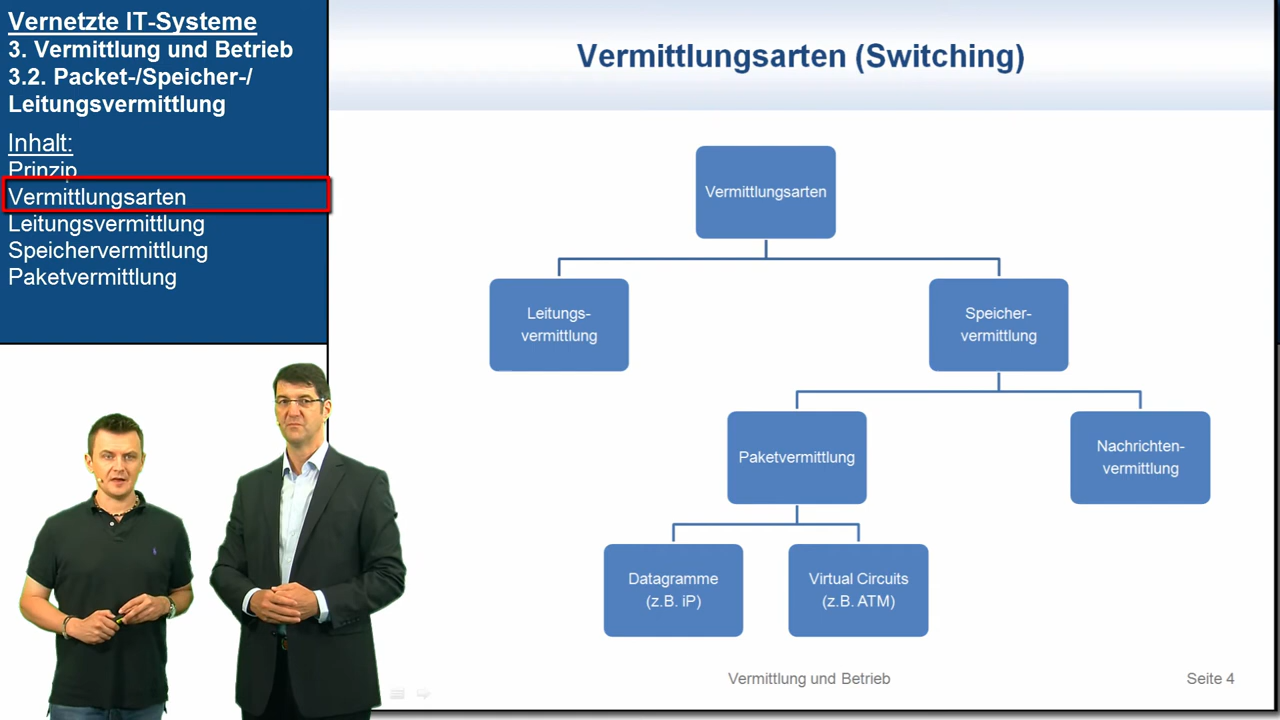 Vernetzte IT-Systeme
3. Vermittlung und Betrieb
3.2. Packet-/Speicher-/
Leitungsvermittlung
Inhalt:
Prinzip
Vermittlungsarten
Leitungsvermittlung
Speichervermittlung
Paketvermittlung
Vermittlungsarten (Switching)
Vermittlungsarten
Leitungs-
vermittlung
Speicher-
vermittlung
Paketvermittlung
Nachrichten-
vermittlung
Datagramme
(z.B. iP)
Virtual Circuits
(z.B. ATM)
Vermittlung und Betrieb
Seite 4